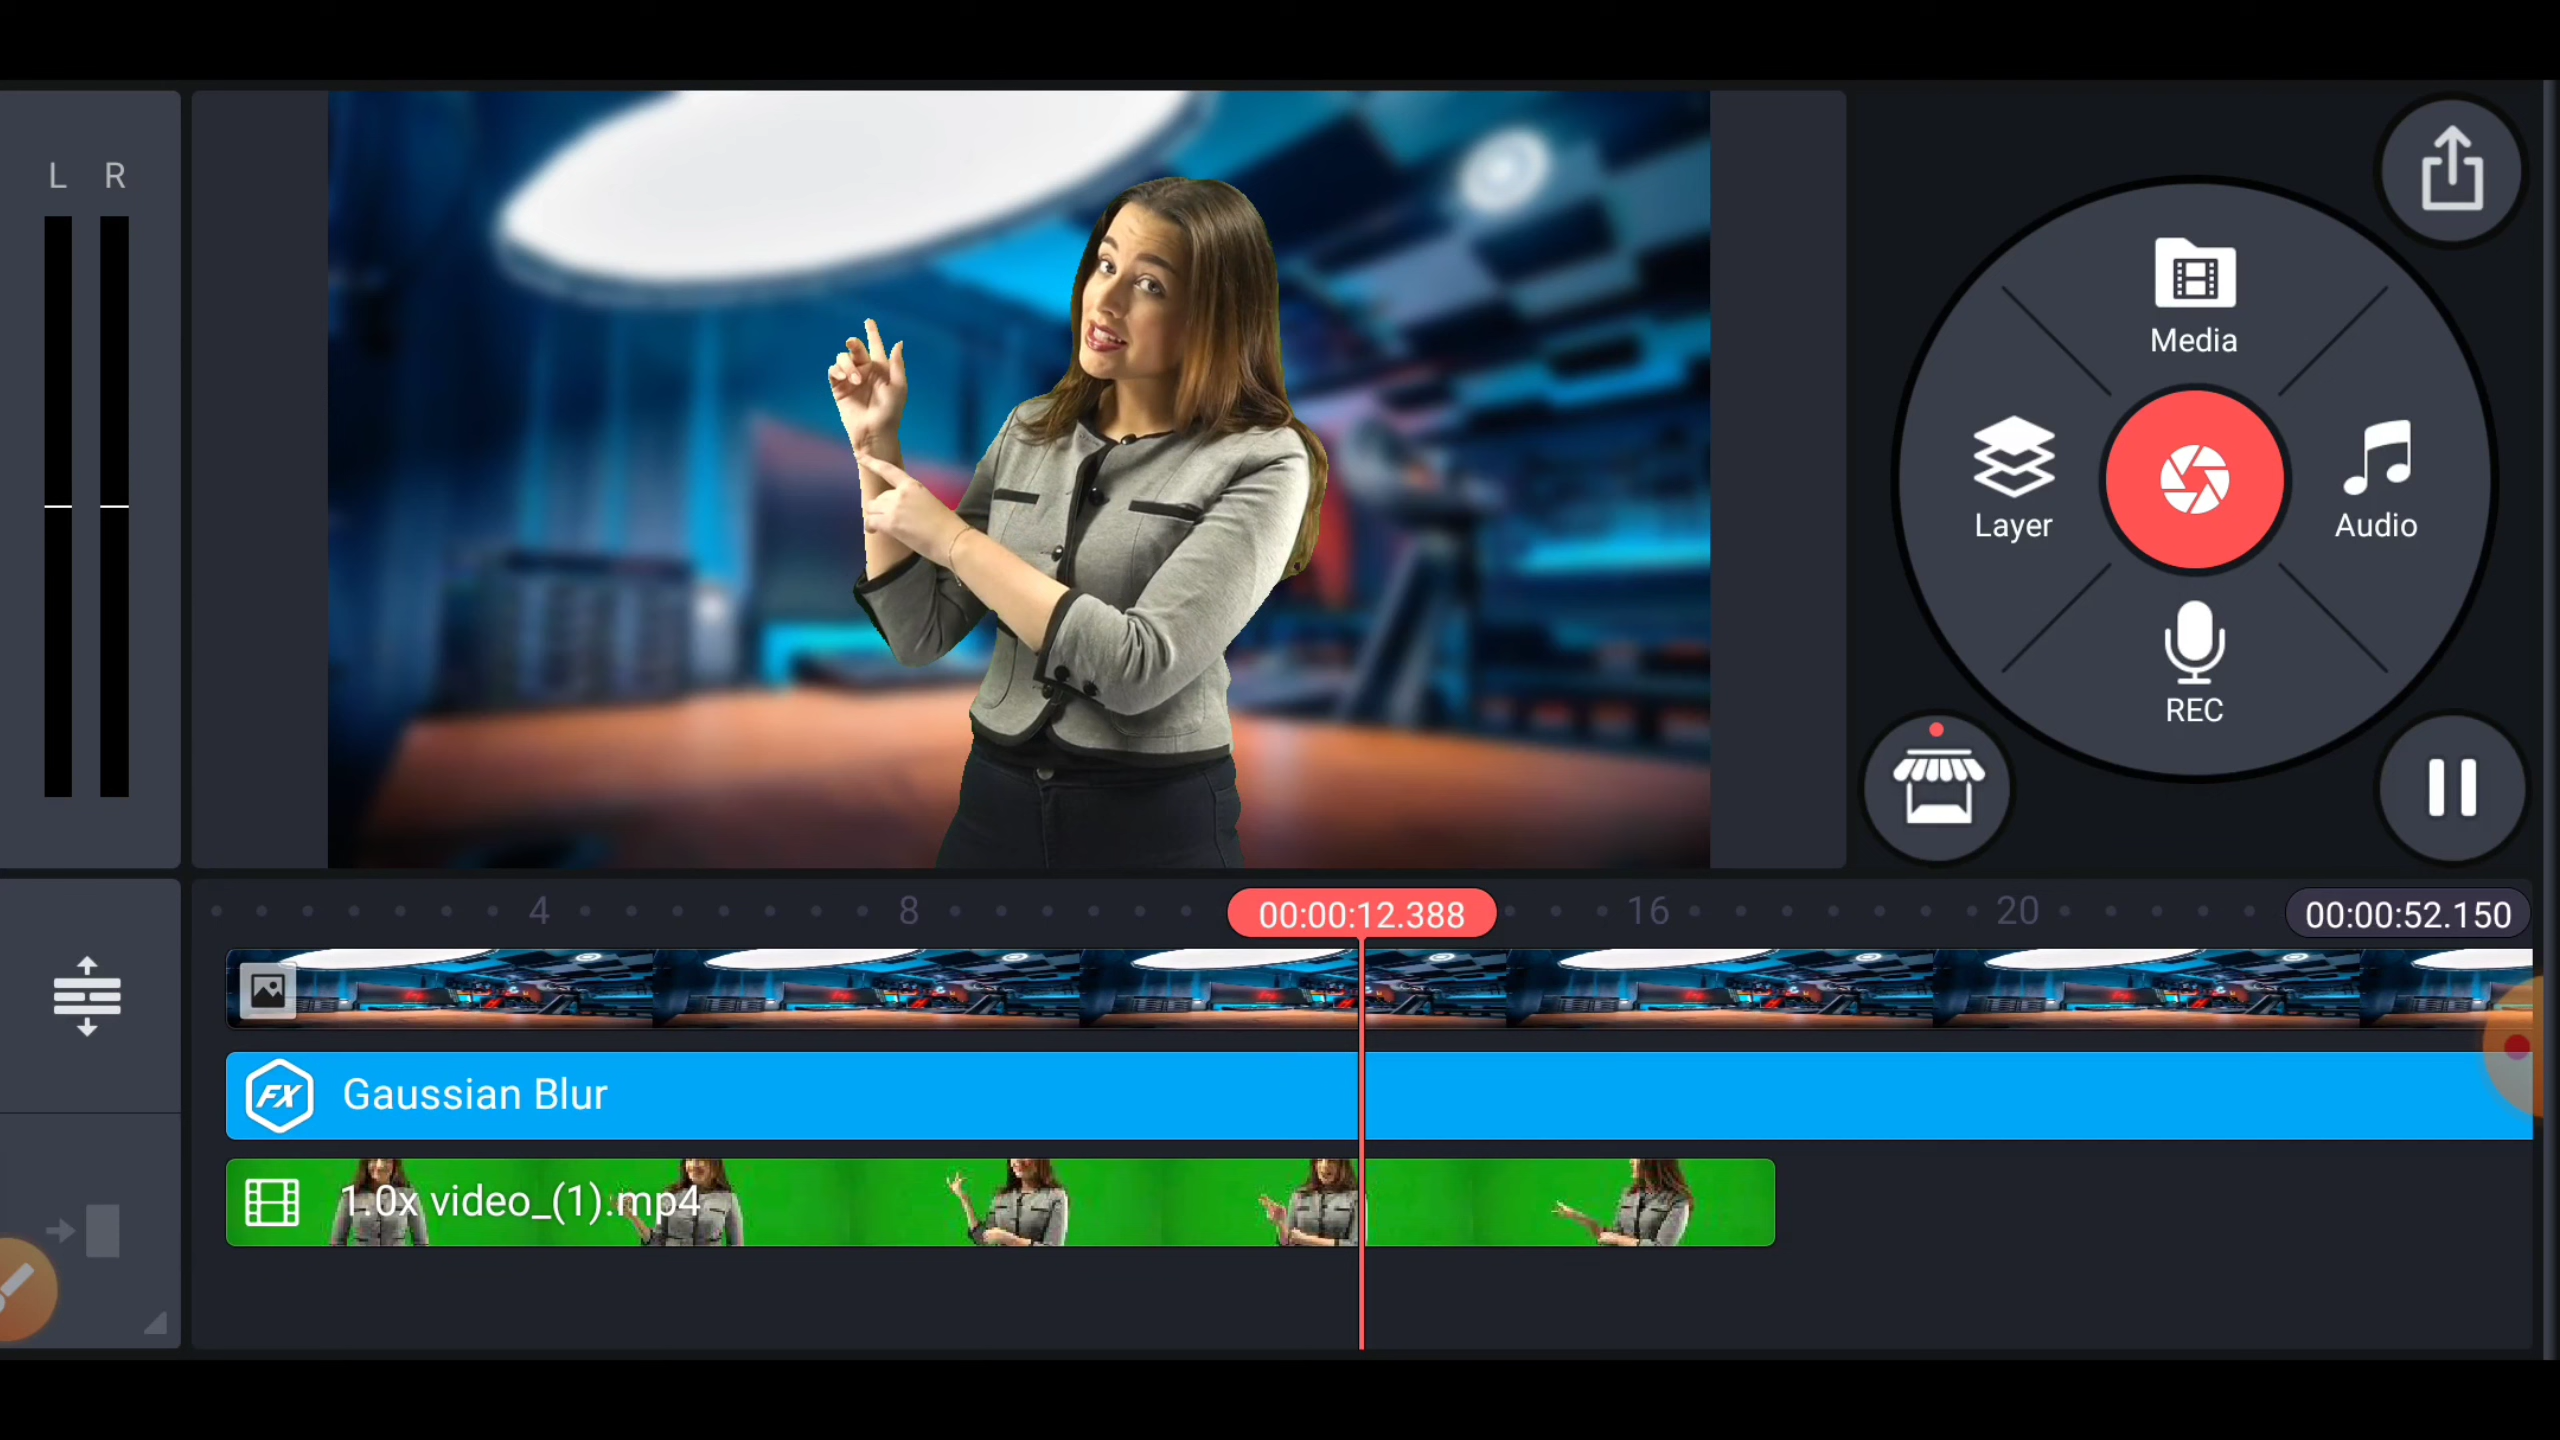 L R
Media
Layer
Audio
REC
4 8 00:00:12.388 16 20 00:00:52.150
FX Gaussian Blur
1.0x video_(1).mp4